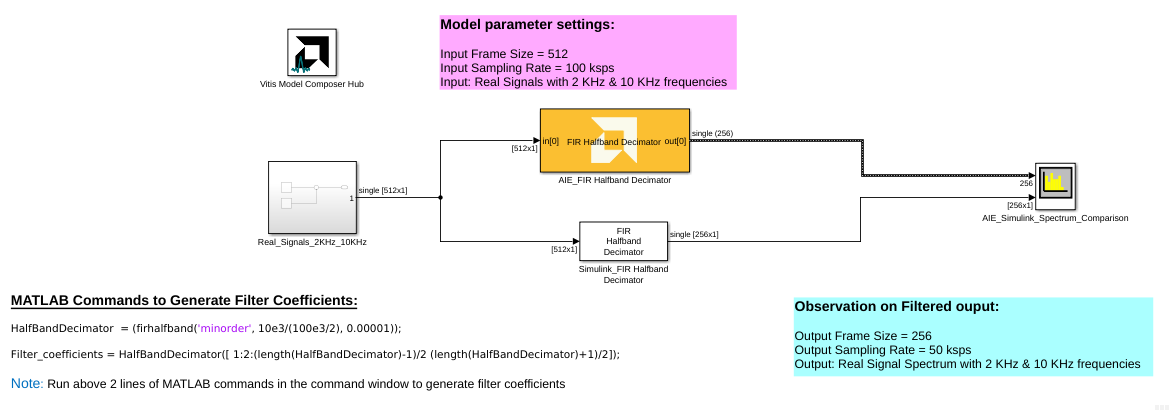 Model parameter settings:
Input Frame Size = 512
Input Sampling Rate = 100 ksps
Input: Real Signals with 2 KHz & 10 KHz frequencies
Vitis Model Composer Hub
in[0]
FIR Halfband Decimator
out[0]
single (256)
[512x1]
AIE_FIR Halfband Decimator
single [512x1]
1
Real_Signals_2KHz_10KHz
256
[256x1]
AIE_Simulink_Spectrum_Comparison
FIR
Halfband
Decimator
single [256x1]
[512x1]
Simulink_FIR Halfband
Decimator
MATLAB Commands to Generate Filter Coefficients:
HalfBandDecimator  = (firhalfband('minorder', 10e3/(100e3/2), 0.00001));
Filter_coefficients = HalfBandDecimator([ 1:2:(length(HalfBandDecimator)-1)/2 (length(HalfBandDecimator)+1)/2]);
Note: Run above 2 lines of MATLAB commands in the command window to generate filter coefficients
Observation on Filtered ouput:
Output Frame Size = 256
Output Sampling Rate = 50 ksps
Output: Real Signal Spectrum with 2 KHz & 10 KHz frequencies